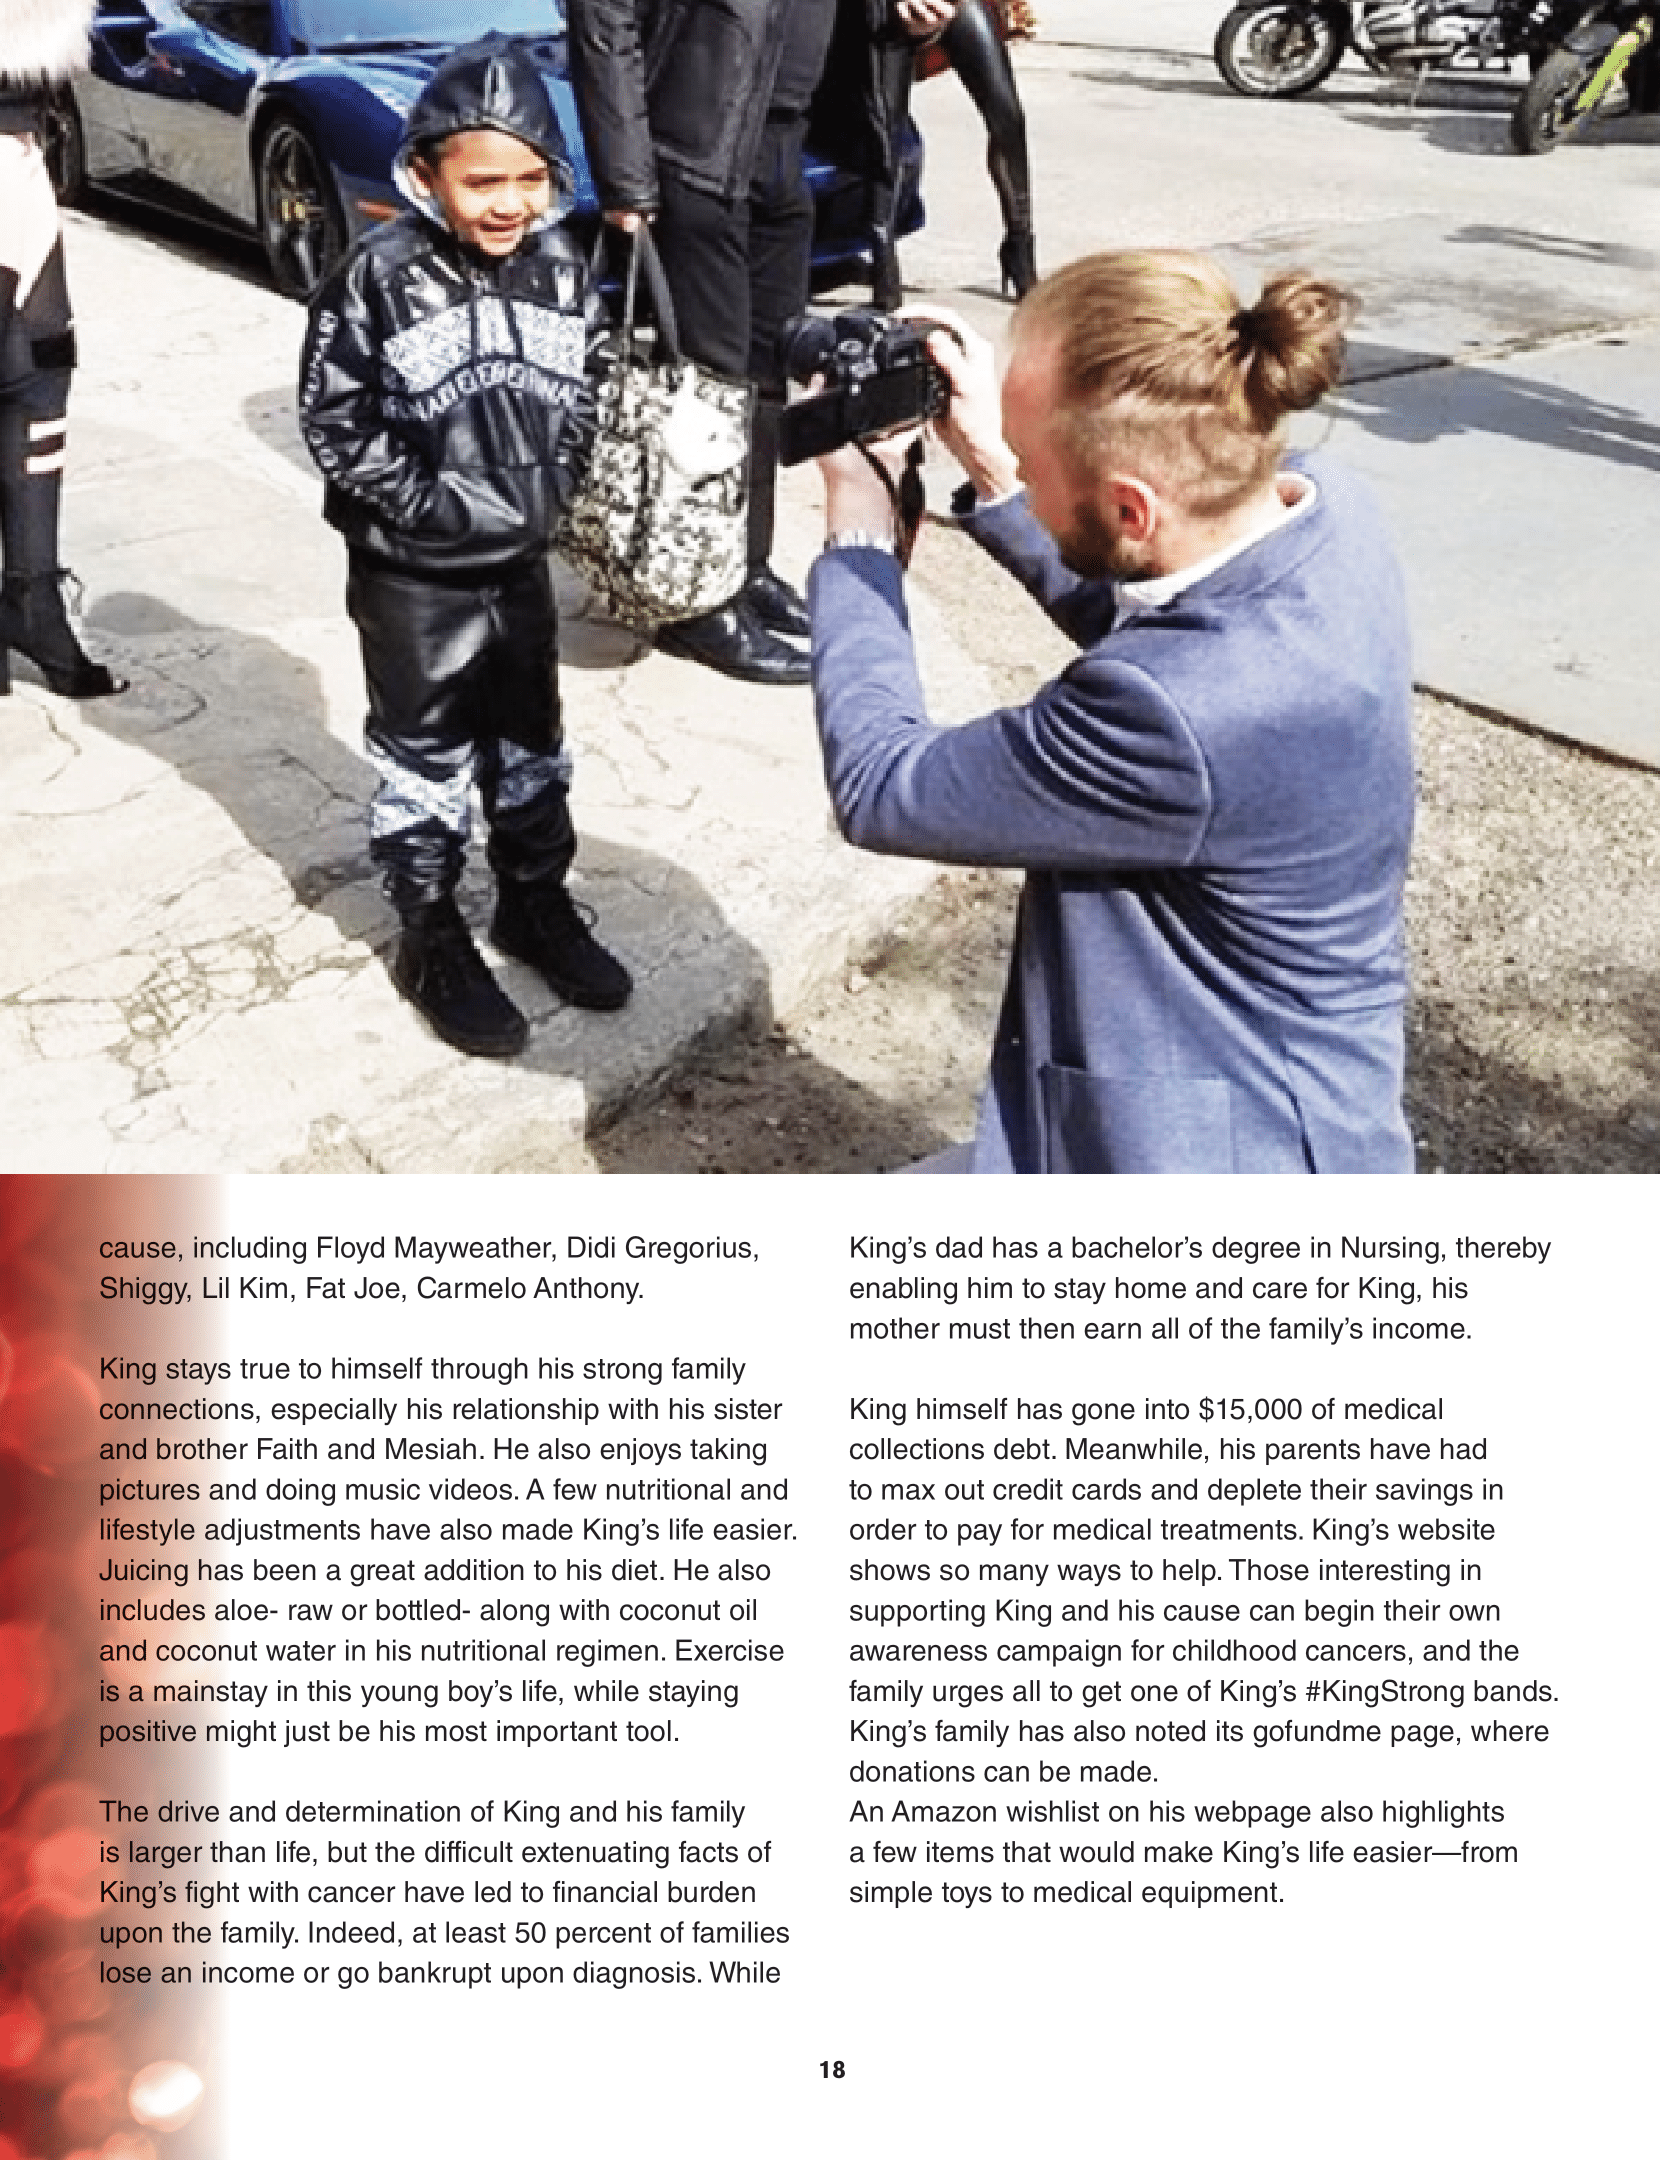 cause, including Floyd Mayweather, Didi Gregorius,
Shiggy, Lil Kim, Fat Joe, Carmelo Anthony.
King stays true to himself through his strong family
connections, especially his relationship with his sister
and brother Faith and Mesiah. He also enjoys taking
pictures and doing music videos. A few nutritional and
lifestyle adjustments have also made King’s life easier.
Juicing has been a great addition to his diet. He also
includes aloe- raw or bottled- along with coconut oil
and coconut water in his nutritional regimen. Exercise
is a mainstay in this young boy’s life, while staying
positive might just be his most important tool.
The drive and determination of King and his family
is larger than life, but the difficult extenuating facts of
King’s fight with cancer have led to financial burden
upon the family. Indeed, at least 50 percent of families
lose an income or go bankrupt upon diagnosis. While
King’s dad has a bachelor’s degree in Nursing, thereby
enabling him to stay home and care for King, his
mother must then earn all of the family’s income.
King himself has gone into $15,000 of medical
collections debt. Meanwhile, his parents have had
to max out credit cards and deplete their savings in
order to pay for medical treatments. King’s website
shows so many ways to help. Those interesting in
supporting King and his cause can begin their own
awareness campaign for childhood cancers, and the
family urges all to get one of King’s #KingStrong bands.
King’s family has also noted its gofundme page, where
donations can be made.
An Amazon wishlist on his webpage also highlights
a few items that would make King’s life easier—from
simple toys to medical equipment.
18